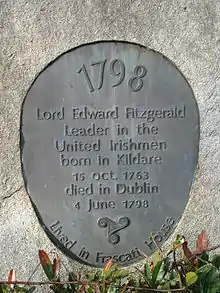 1798
Lord Edward Fitzgerald
Leader in the
United Irishmen
born in Kildare
15 Oct. 1763
died in Dublin
4 June 1798
Lived in Frascati House